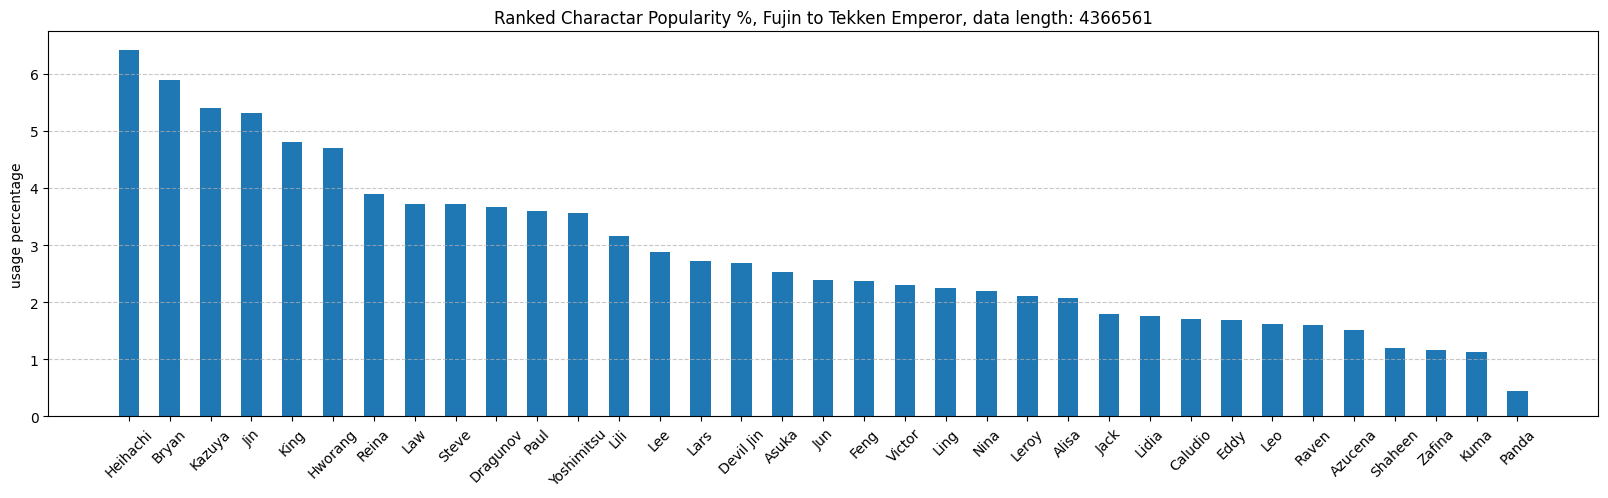 Ranked Charactar Popularity %, Fujin to Tekken Emperor, data length: 4366561
usage percentage
6
5
4
3
2
1
0
Heihachi
Bryan
Kazuya
Jin
King
Hworang
Reina
Law
Steve
Dragunov
Paul
Yoshimitsu
Lili
Lee
Lars
Devil Jin
Asuka
Jun
Feng
Victor
Ling
Nina
Leroy
Alisa
Jack
Lidia
Caludio
Eddy
Leo
Raven
Azucena
Shaheen
Zafina
Kuma
Panda